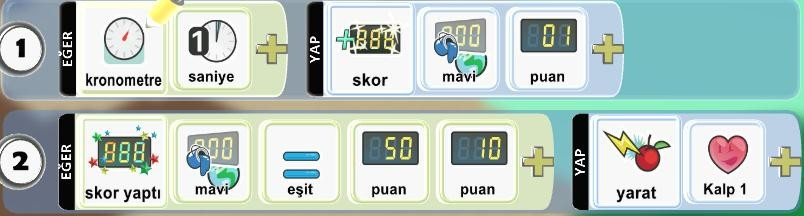 1 EĞER kronometre 1 saniye YAP skor mavi 01 puan
2 EĞER skor yaptı mavi eşit 50 puan 10 puan YAP yarat Kalp 1